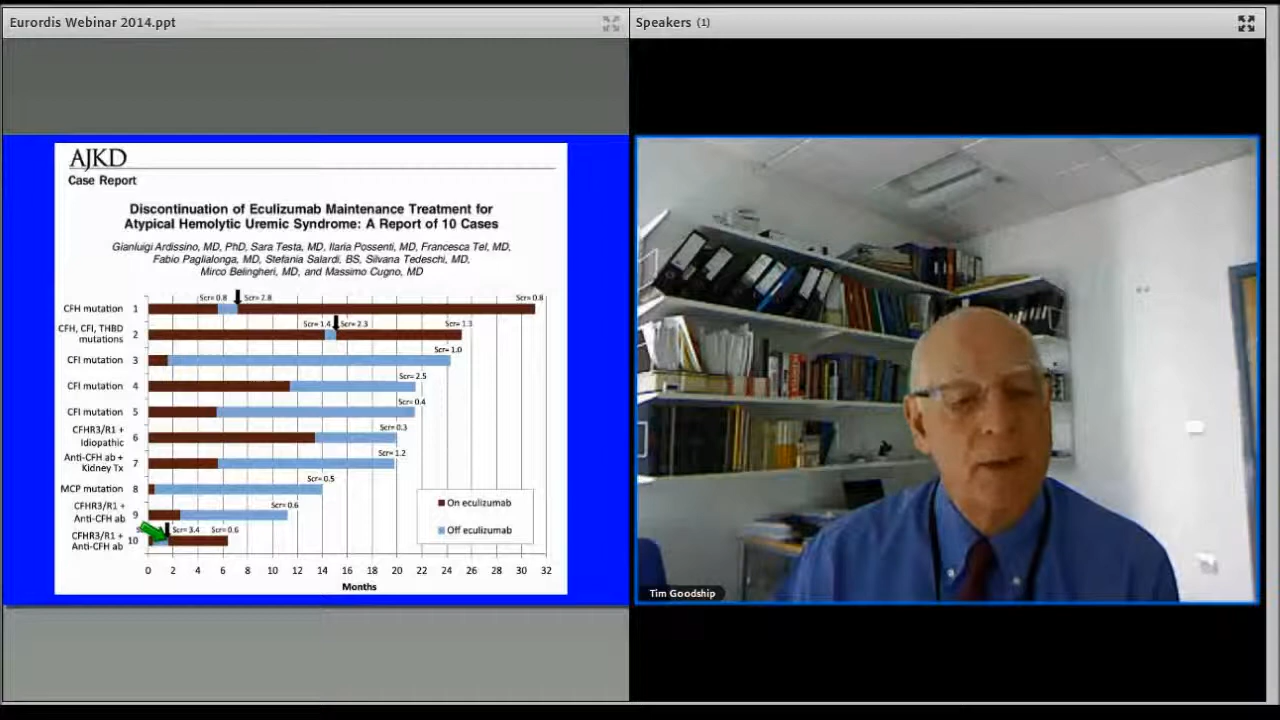 Eurordis Webinar 2014.ppt
Speakers (1)
AJKD
Case Report
Discontinuation of Eculizumab Maintenance Treatment for
Atypical Hemolytic Uremic Syndrome: A Report of 10 Cases
Gianluigi Ardissino, MD, PhD, Sara Testa, MD, Ilaria Possenti, MD, Francesca Tel, MD,
Fabio Paglialonga, MD, Stefania Salardi, BS, Silvana Tedeschi, MD,
Mirco Belingheri, MD, and Massimo Cugno, MD
Scr= 0.8 Scr= 2.8 Scr= 0.8
CFH mutation 1
Scr= 1.4 Scr= 2.3 Scr= 1.3
CFH, CFI, THBD
mutations 2
Scr= 1.0
CFI mutation 3
Scr= 2.5
CFI mutation 4
Scr= 0.4
CFI mutation 5
Scr= 0.3
CFHR3/R1 +
Idiopathic 6
Scr= 1.2
Anti-CFH ab +
Kidney Tx 7
Scr= 0.5
MCP mutation 8
Scr= 0.6
CFHR3/R1 +
Anti-CFH ab 9
Scr= 3.4 Scr= 0.6
CFHR3/R1 +
Anti-CFH ab 10
On eculizumab
Off eculizumab
0 2 4 6 8 10 12 14 16 18 20 22 24 26 28 30 32
Months
Tim Goodship